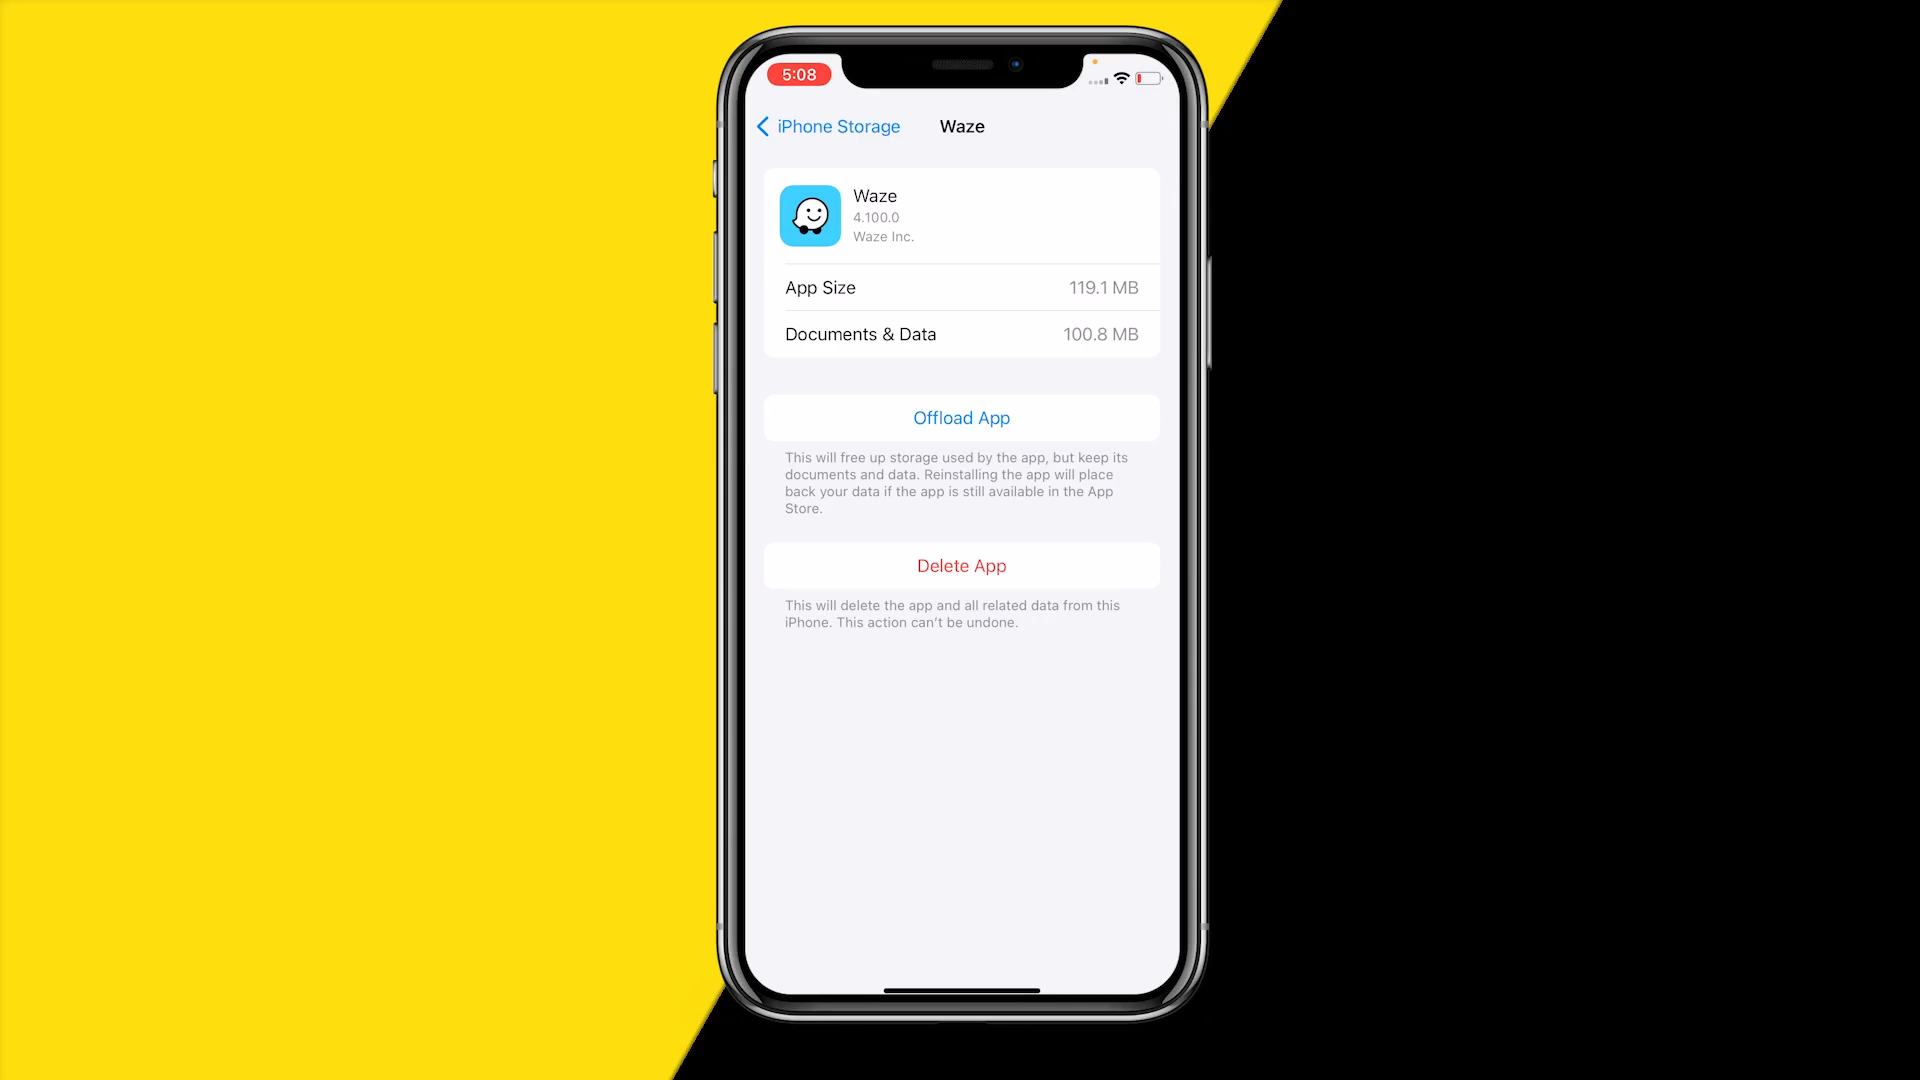 5:08
iPhone Storage
Waze
Waze
4.100.0
Waze Inc.
App Size
119.1 MB
Documents & Data
100.8 MB
Offload App
This will free up storage used by the app, but keep its
documents and data. Reinstalling the app will place
back your data if the app is still available in the App
Store.
Delete App
This will delete the app and all related data from this
iPhone. This action can't be undone.